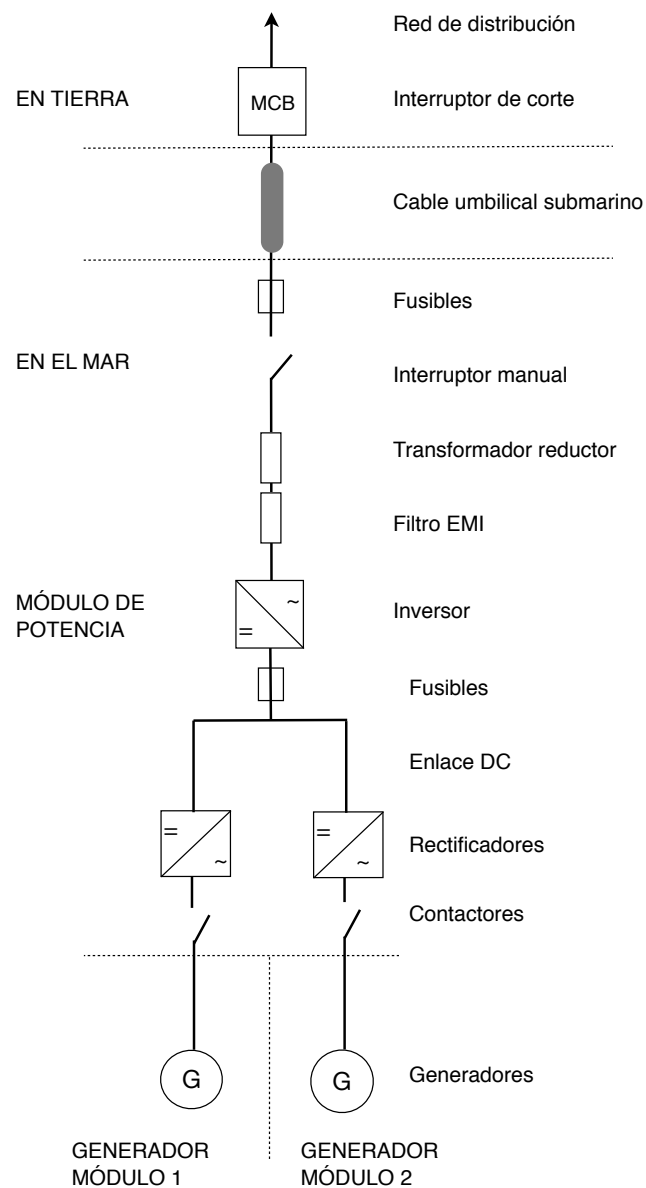 Red de distribución
EN TIERRA
MCB
Interruptor de corte
Cable umbilical submarino
Fusibles
EN EL MAR
Interruptor manual
Transformador reductor
Filtro EMI
MÓDULO DE
POTENCIA
~
=
Inversor
Fusibles
Enlace DC
=
~
=
~
Rectificadores
Contactores
G
G
Generadores
GENERADOR
MÓDULO 1
GENERADOR
MÓDULO 2